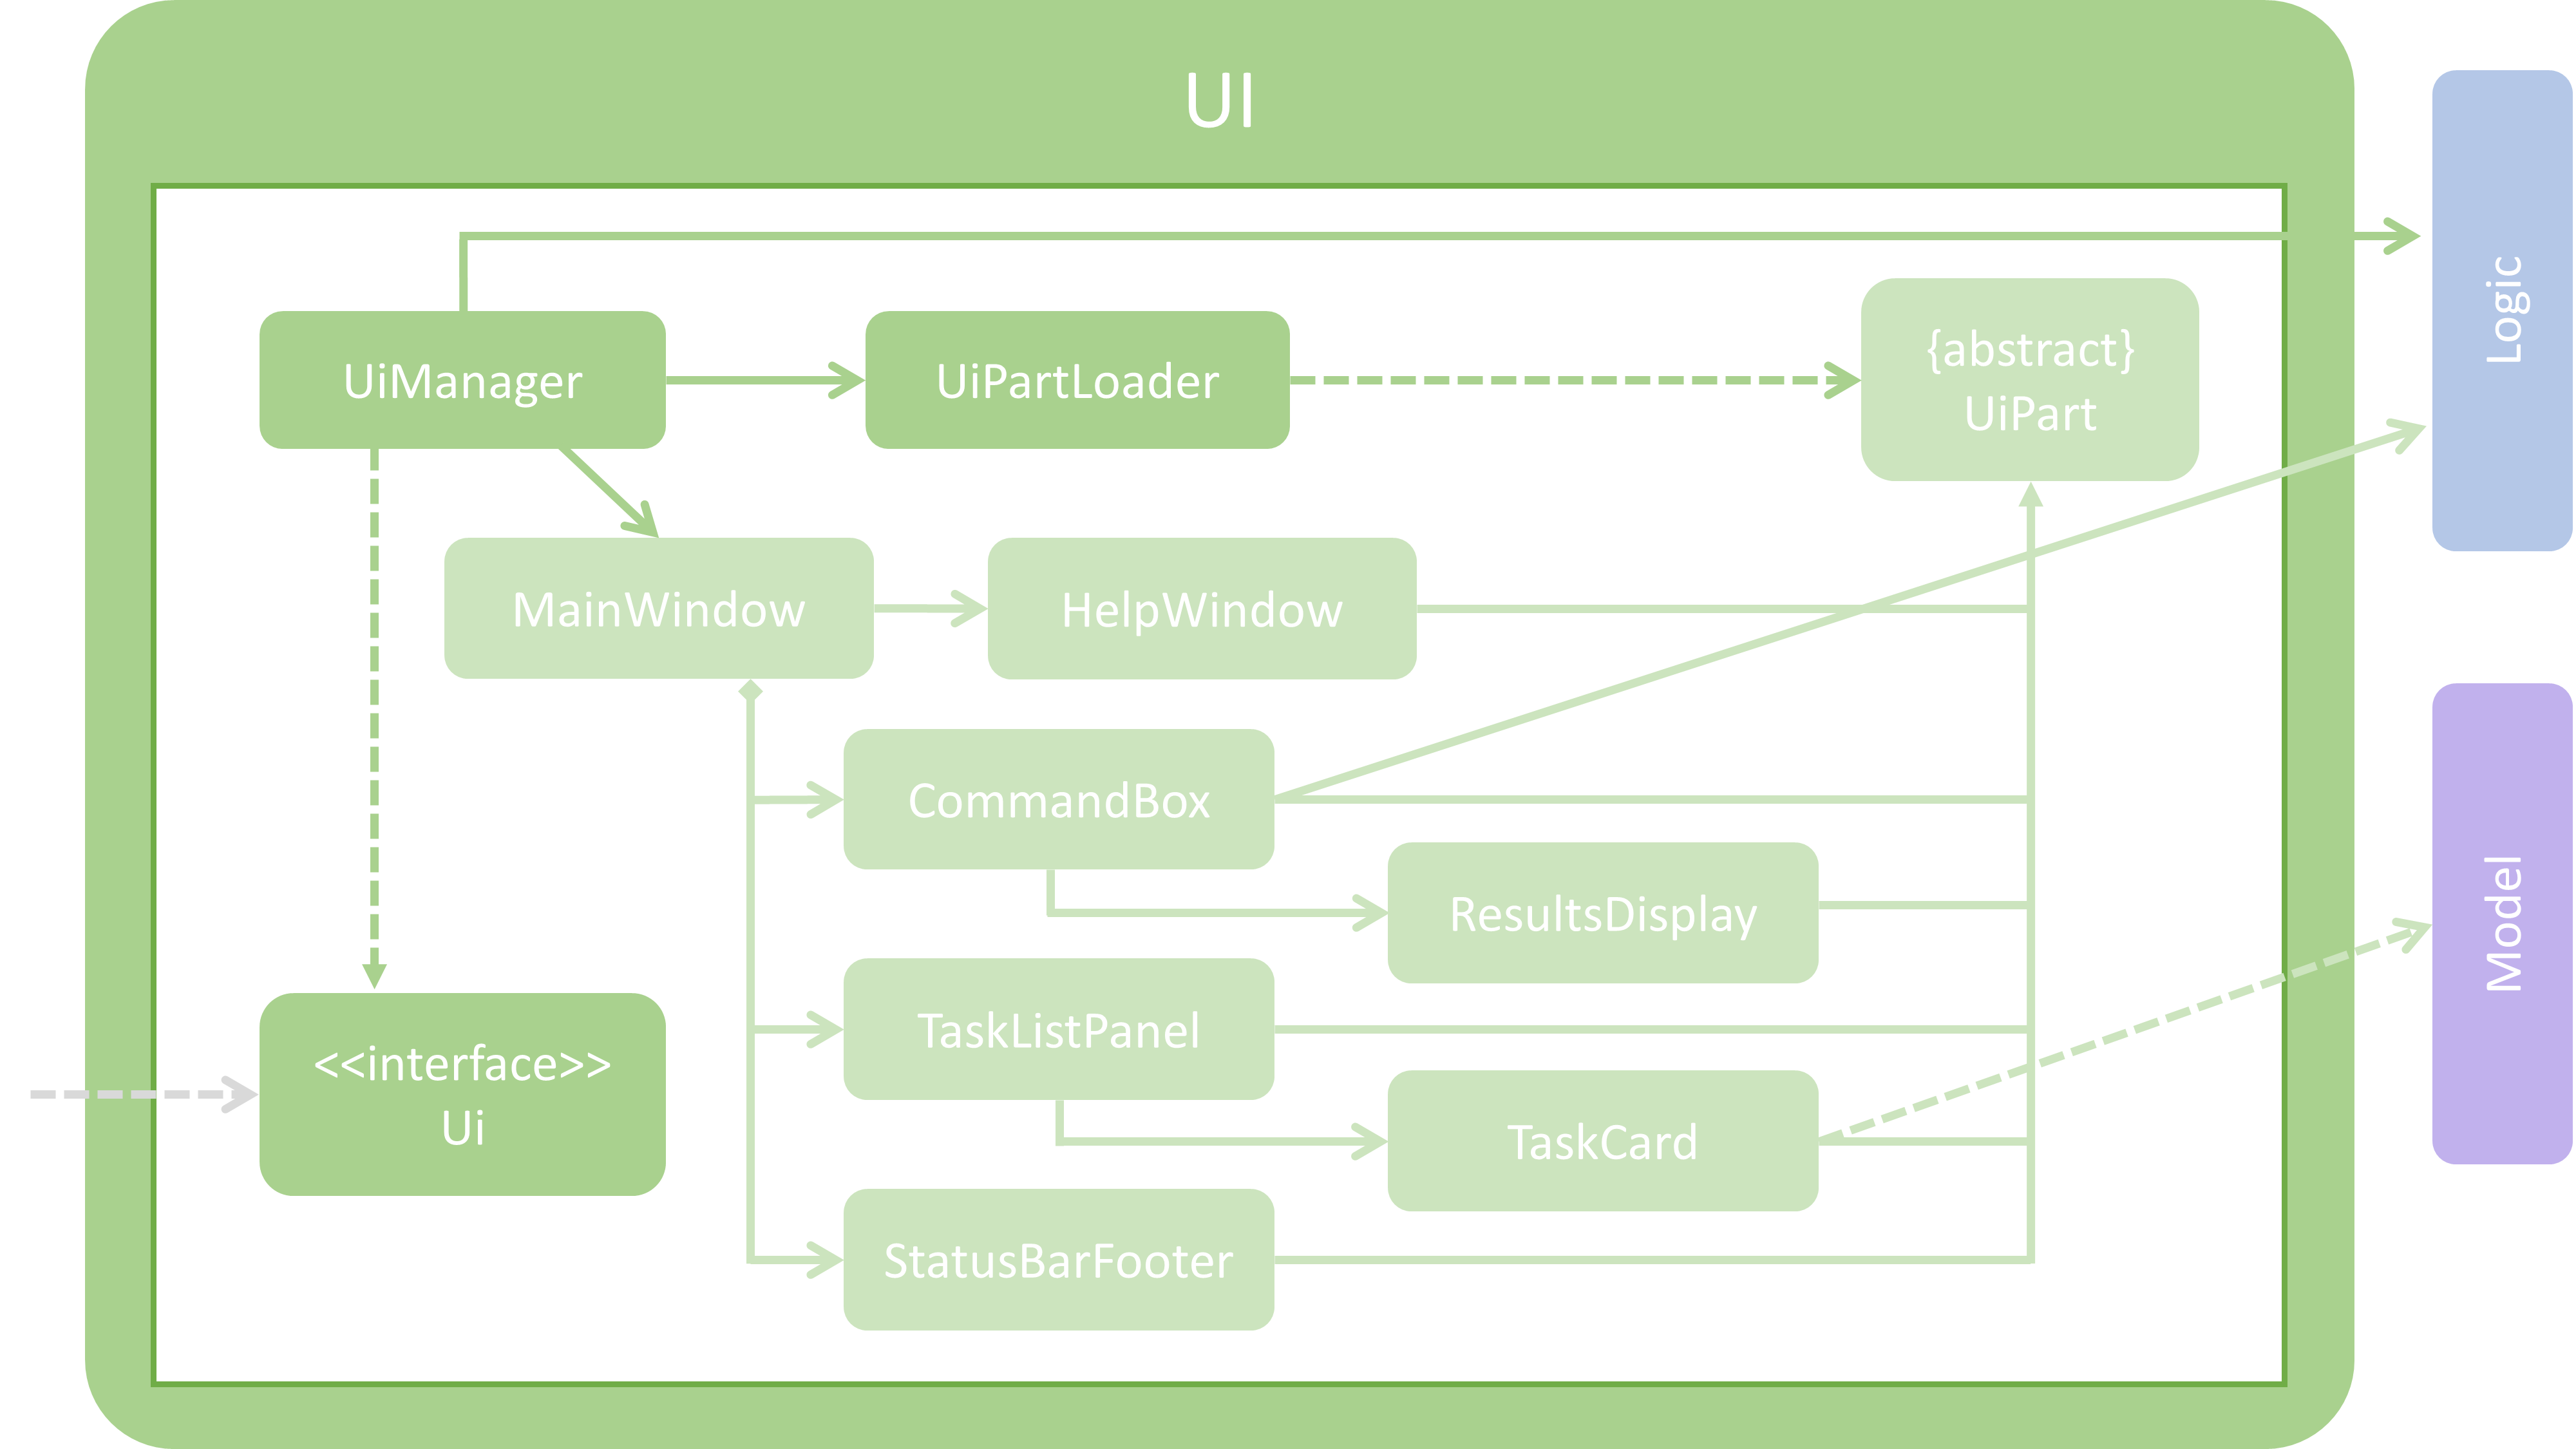 UI
UiManager
UiPartLoader
{abstract}
UiPart
Logic
MainWindow
HelpWindow
CommandBox
ResultsDisplay
Model
TaskListPanel
<<interface>>
Ui
TaskCard
StatusBarFooter